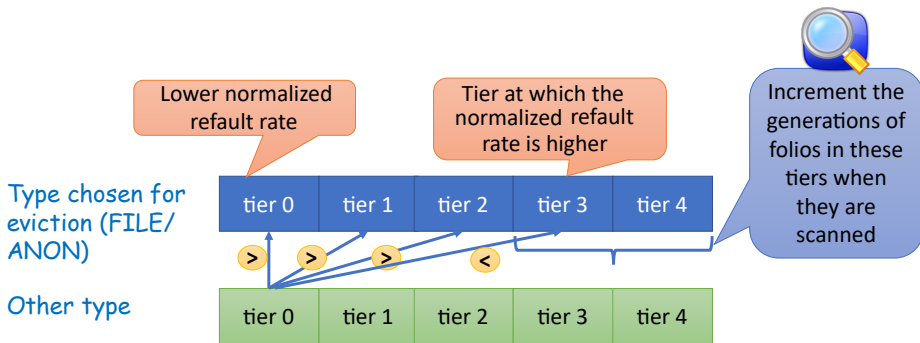 Lower normalized
refault rate
Tier at which the
normalized refault
rate is higher
Increment the
generations of
folios in these
tiers when
they are
scanned
Type chosen for
eviction (FILE/
ANON)
tier 0 tier 1 tier 2 tier 3 tier 4
> > > <
Other type
tier 0 tier 1 tier 2 tier 3 tier 4